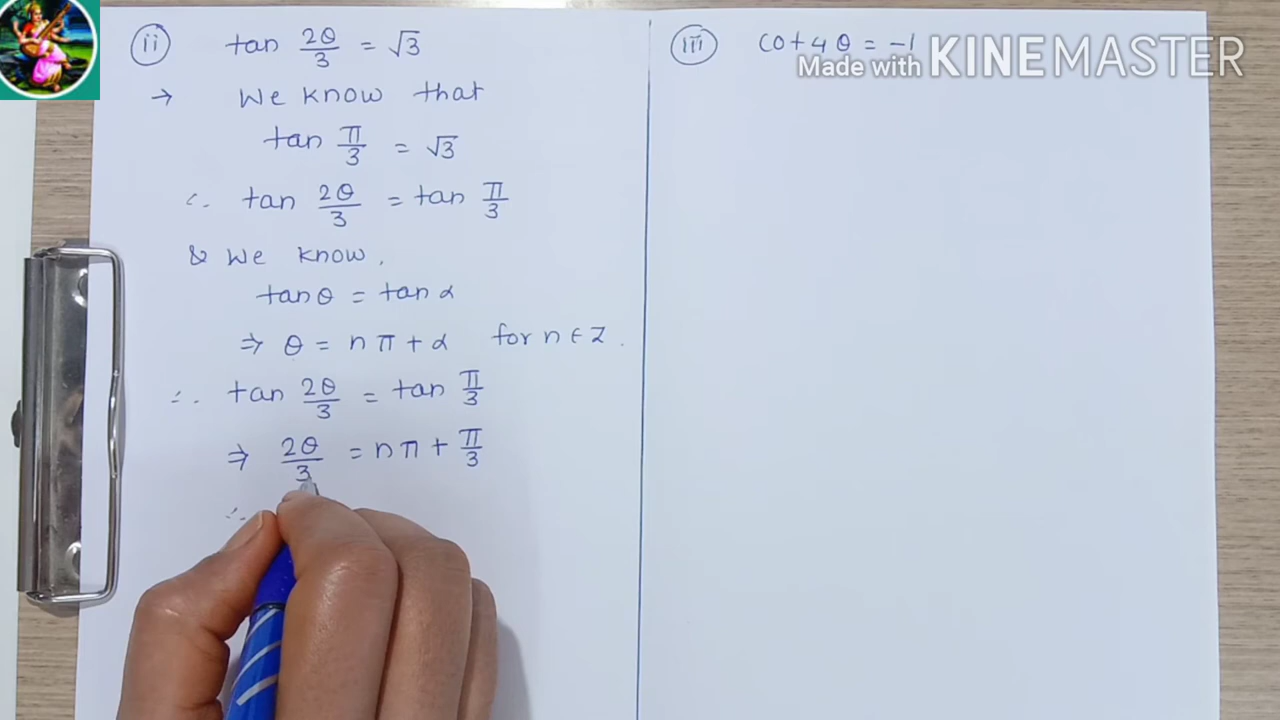 (ii) tan 2θ/3 = √3
→ We know that
tan π/3 = √3
∴ tan 2θ/3 = tan π/3
& We know,
tanθ = tan α
⇒ θ = nπ + α for n ∈ Z.
∴ tan 2θ/3 = tan π/3
⇒ 2θ/3 = nπ + π/3
∴
(iii) cot 4θ = -1
Made with KINEMASTER